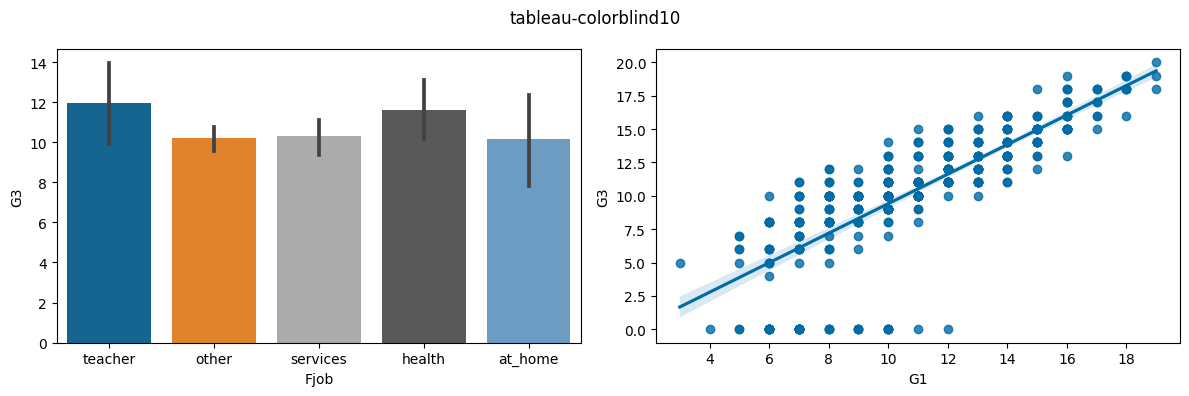 tableau-colorblind10
G3
14
12
10
8
6
4
2
0
teacher other services health at_home
Fjob
G3
20.0
17.5
15.0
12.5
10.0
7.5
5.0
2.5
0.0
4 6 8 10 12 14 16 18
G1